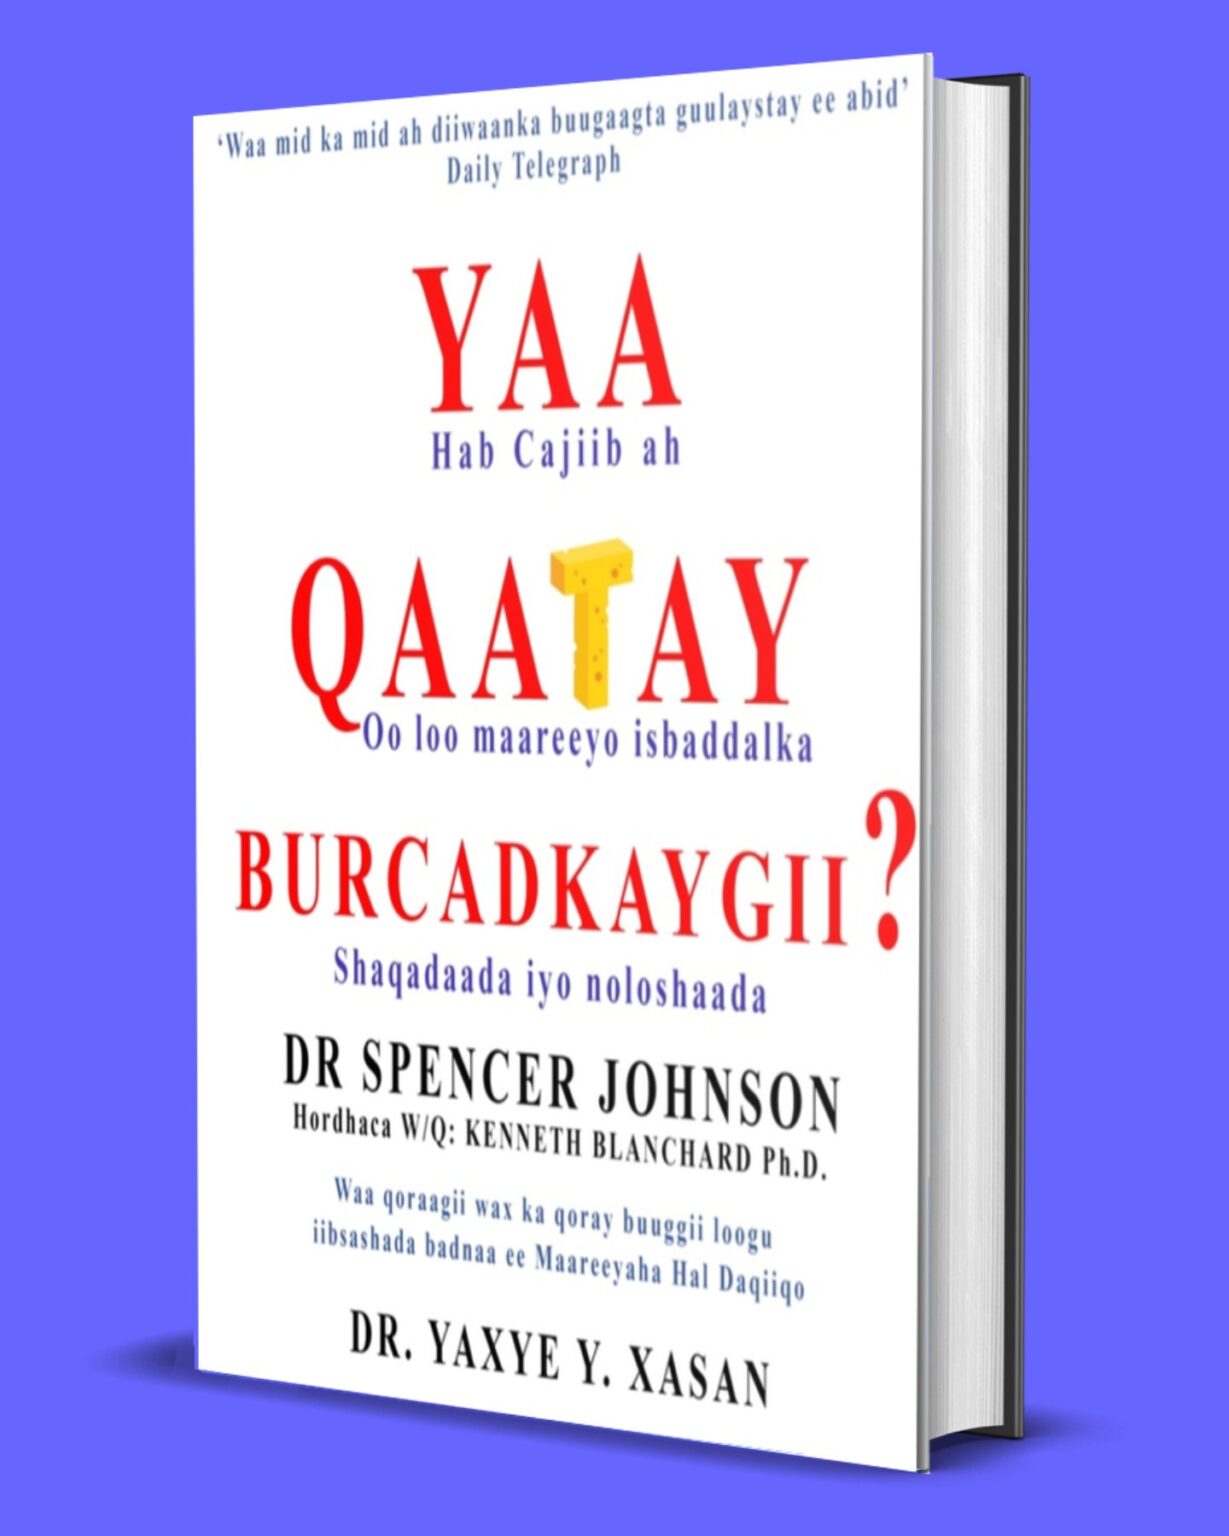 ‘Waa mid ka mid ah diiwaanka buugaagta guulaystay ee abid’
Daily Telegraph
YAA
Hab Cajiib ah
QAATAY
Oo loo maareeyo isbaddalka
BURCADKAYGII?
Shaqadaada iyo noloshaada
DR SPENCER JOHNSON
Hordhaca W/Q: KENNETH BLANCHARD Ph.D.
Waa qoraagii wax ka qoray buuggii loogu
iibsashada badnaa ee Maareeyaha Hal Daqiiqo
DR. YAXYE Y. XASAN